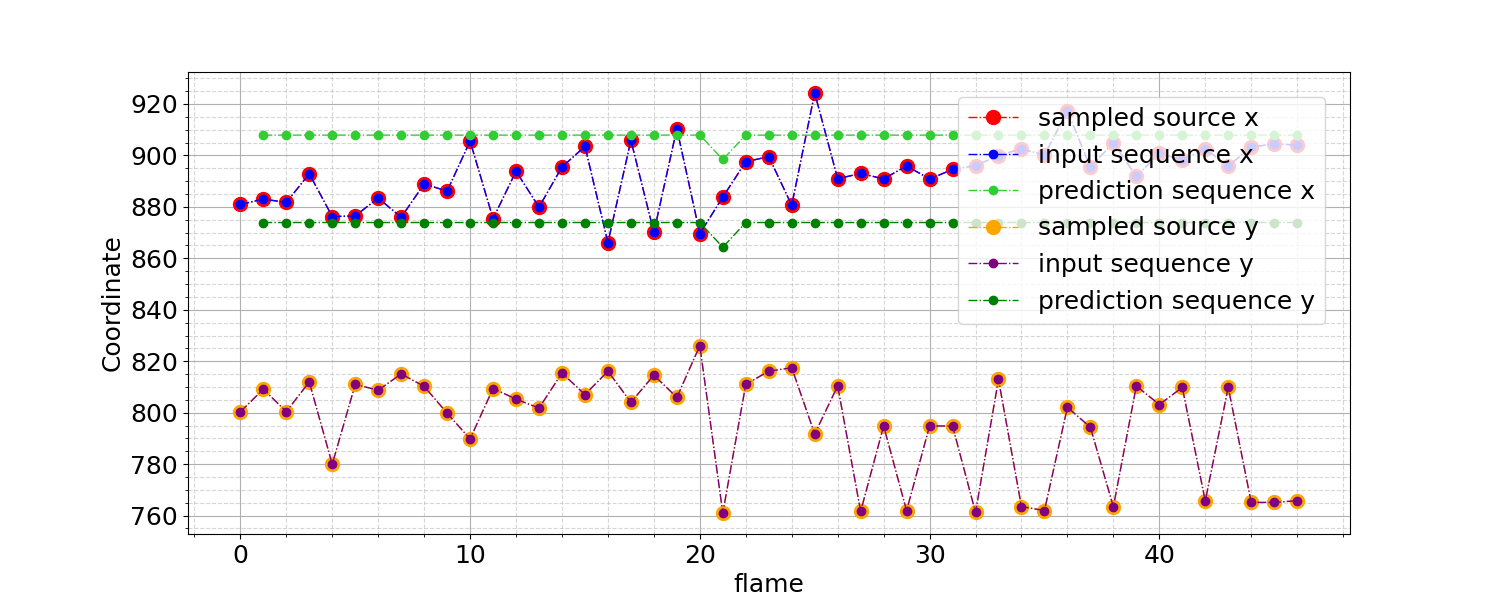 920
900
880
860
840
820
800
780
760
Coordinate
0 10 20 30 40
flame
sampled source x
input sequence x
prediction sequence x
sampled source y
input sequence y
prediction sequence y